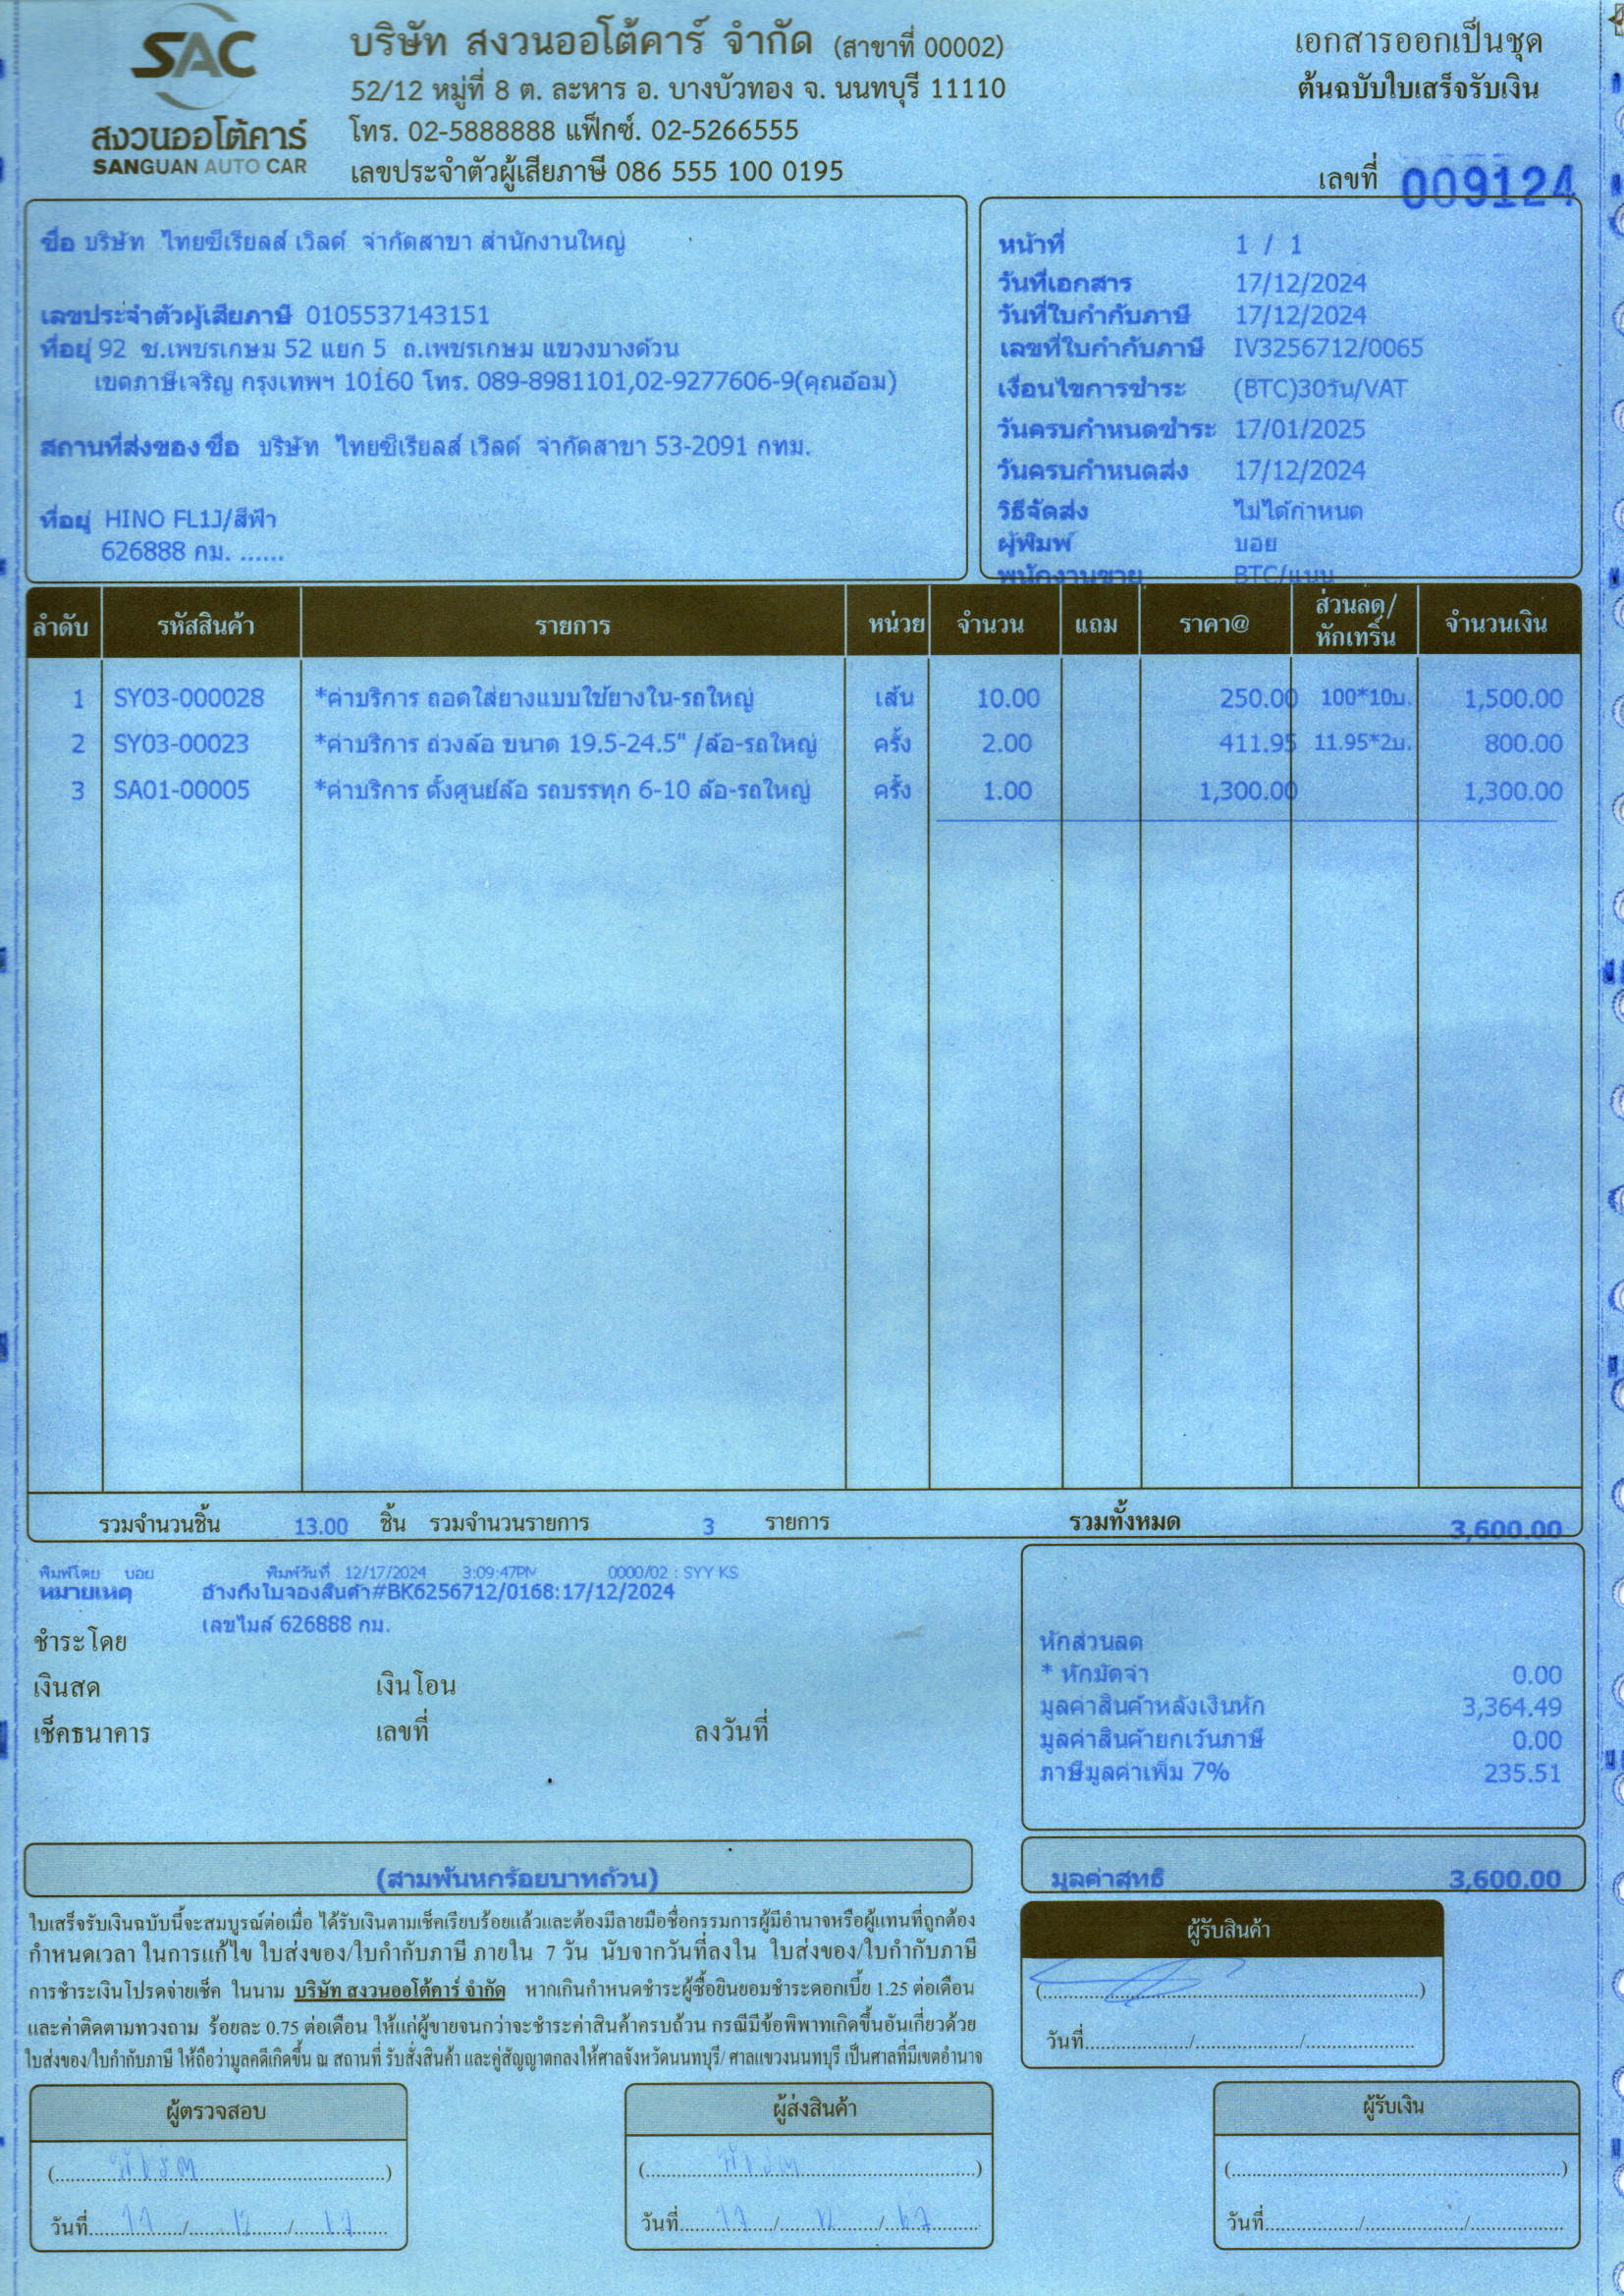 SAC
สงวนออโต้คาร์
SANGUAN AUTO CAR
บริษัท สงวนออโต้คาร์ จำกัด (สาขาที่ 00002)
52/12 หมู่ที่ 8 ต. ละหาร อ. บางบัวทอง จ. นนทบุรี 11110
โทร. 02-5888888 แฟ็กซ์. 02-5266555
เลขประจำตัวผู้เสียภาษี 086 555 100 0195
เอกสารออกเป็นชุด
ต้นฉบับใบเสร็จรับเงิน
เลขที่ 009124
ชื่อ บริษัท ไทยซีเรียลส์ เวิลด์ จำกัดสาขา สำนักงานใหญ่
เลขประจำตัวผู้เสียภาษี 0105537143151
ที่อยู่ 92 ซ.เพชรเกษม 52 แยก 5 ถ.เพชรเกษม แขวงบางด้วน
เขตภาษีเจริญ กรุงเทพฯ 10160 โทร. 089-8981101,02-9277606-9(คุณอ้อม)
สถานที่ส่งของ ชื่อ บริษัท ไทยซีเรียลส์ เวิลด์ จำกัดสาขา 53-2091 กทม.
ที่อยู่ HINO FL1J/สีฟ้า
626888 กม. ......
หน้าที่ 1 / 1
วันที่เอกสาร 17/12/2024
วันที่ใบกำกับภาษี 17/12/2024
เลขที่ใบกำกับภาษี IV3256712/0065
เงื่อนไขการชำระ (BTC)30วัน/VAT
วันครบกำหนดชำระ 17/01/2025
วันครบกำหนดส่ง 17/12/2024
วิธีจัดส่ง ไม่ได้กำหนด
ผู้พิมพ์ บอย
พนักงานขาย BTC/แบน
ลำดับ รหัสสินค้า รายการ หน่วย จำนวน แถม ราคา@ ส่วนลด/หักเทริ์น จำนวนเงิน
1 SY03-000028 *ค่าบริการ ถอดใส่ยางแบบใช้ยางใน-รถใหญ่ เส้น 10.00 250.00 100*10บ. 1,500.00
2 SY03-00023 *ค่าบริการ ถ่วงล้อ ขนาด 19.5-24.5" /ล้อ-รถใหญ่ ครั้ง 2.00 411.95 11.95*2บ. 800.00
3 SA01-00005 *ค่าบริการ ตั้งศูนย์ล้อ รถบรรทุก 6-10 ล้อ-รถใหญ่ ครั้ง 1.00 1,300.00 1,300.00
รวมจำนวนชิ้น 13.00 ชิ้น รวมจำนวนรายการ 3 รายการ รวมทั้งหมด 3,600.00
พิมพ์โดย บอย พิมพ์วันที่ 12/17/2024 3:09:47PM 0000/02 : SYY KS
หมายเหตุ อ้างถึงใบจองสินค้า#BK6256712/0168:17/12/2024
เลขไมล์ 626888 กม.
ชำระโดย
เงินสด เงินโอน
เช็คธนาคาร เลขที่ ลงวันที่
หักส่วนลด
* หักมัดจำ 0.00
มูลค่าสินค้าหลังเงินหัก 3,364.49
มูลค่าสินค้ายกเว้นภาษี 0.00
ภาษีมูลค่าเพิ่ม 7% 235.51
(สามพันหกร้อยบาทถ้วน)
มูลค่าสุทธิ 3,600.00
ใบเสร็จรับเงินฉบับนี้จะสมบูรณ์ต่อเมื่อ ได้รับเงินตามเช็คเรียบร้อยแล้วและต้องมีลายมือชื่อกรรมการผู้มีอำนาจหรือผู้แทนที่ถูกต้อง
กำหนดเวลา ในการแก้ไข ใบส่งของ/ใบกำกับภาษี ภายใน 7 วัน นับจากวันที่ลงใน ใบส่งของ/ใบกำกับภาษี
การชำระเงินโปรดจ่ายเช็ค ในนาม บริษัท สงวนออโต้คาร์ จำกัด หากเกินกำหนดชำระผู้ซื้อยินยอมชำระดอกเบี้ย 1.25 ต่อเดือน
และค่าติดตามทวงถาม ร้อยละ 0.75 ต่อเดือน ให้แก่ผู้ขายจนกว่าจะชำระค่าสินค้าครบถ้วน กรณีมีข้อพิพาทเกิดขึ้นอันเกี่ยวด้วย
ใบส่งของ/ใบกำกับภาษี ให้ถือว่ามูลคดีเกิดขึ้น ณ สถานที่ รับสั่งสินค้า และคู่สัญญาตกลงให้ศาลจังหวัดนนทบุรี/ ศาลแขวงนนทบุรี เป็นศาลที่มีเขตอำนาจ
ผู้รับสินค้า
(....................)
วันที่........../........../..........
ผู้ตรวจสอบ
วันที่ 17 / 12 / 67
ผู้ส่งสินค้า
วันที่ 17 / 12 / 67
ผู้รับเงิน
(....................)
วันที่........../........../..........